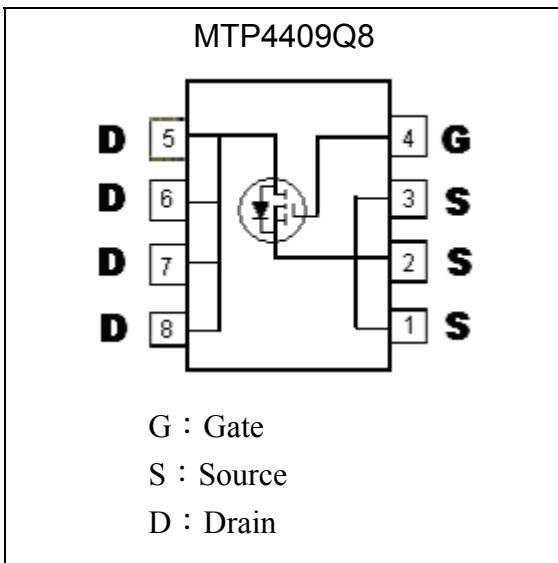 MTP4409Q8
D 5 4 G
D 6 3 S
D 7 2 S
D 8 1 S
G：Gate
S：Source
D：Drain